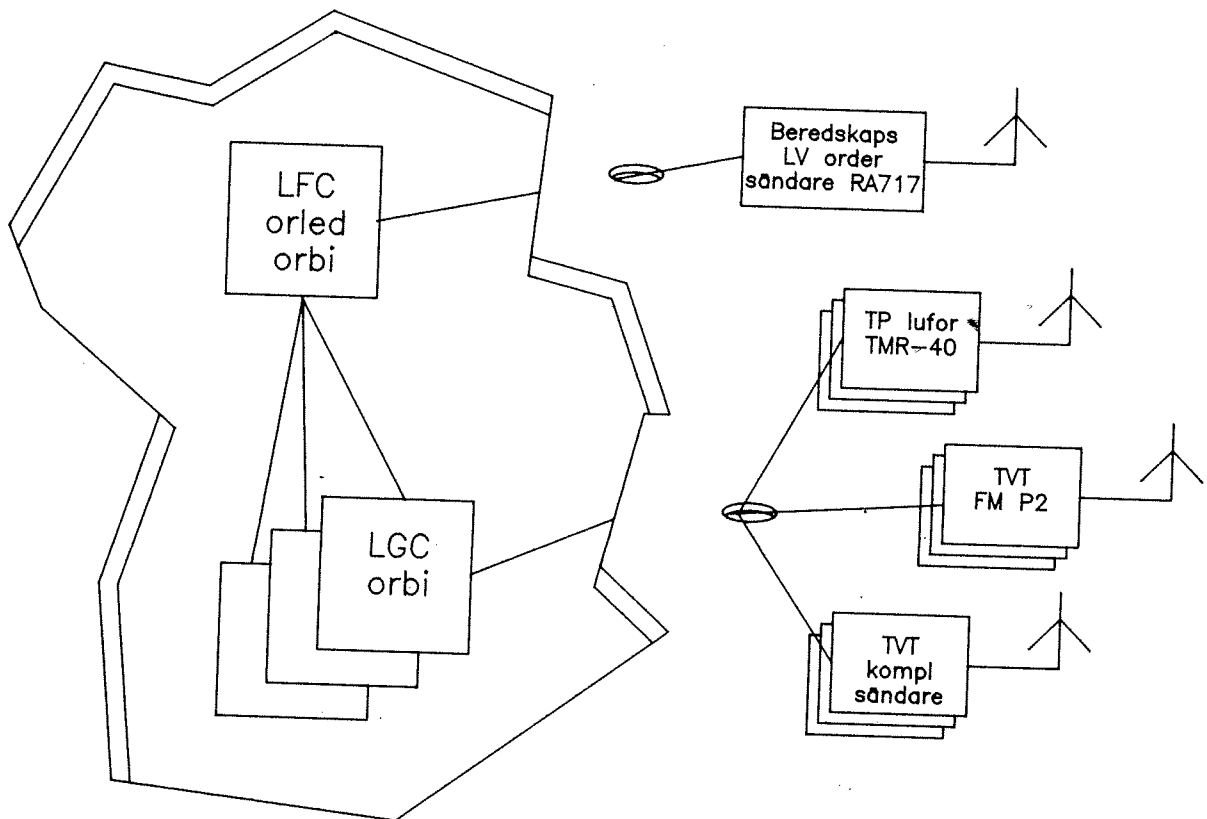 LFC
orled
orbi
LGC
orbi
Beredskaps
LV order
sändare RA717
TP lufor
TMR-40
TVT
FM P2
TVT
kompl
sändare